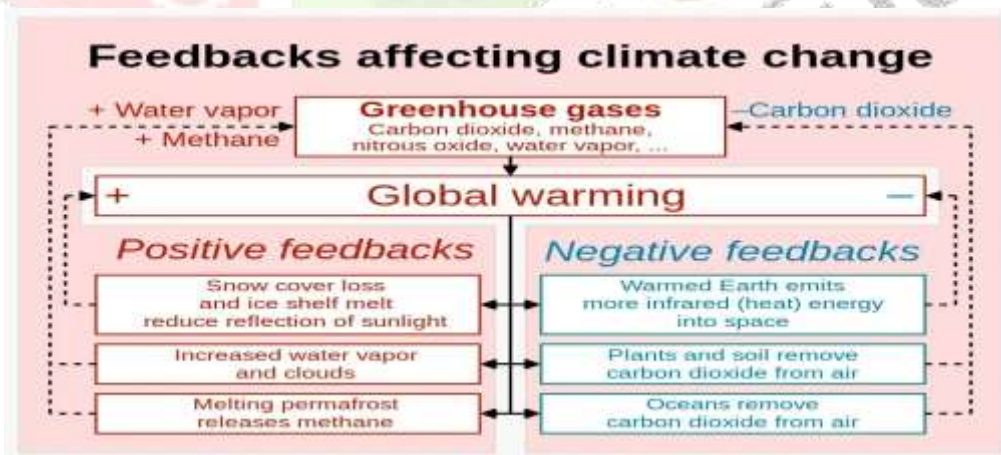 Feedbacks affecting climate change
+ Water vapor
+ Methane
Greenhouse gases
Carbon dioxide, methane,
nitrous oxide, water vapor, ...
–Carbon dioxide
+ Global warming –
Positive feedbacks
Snow cover loss
and ice shelf melt
reduce reflection of sunlight
Increased water vapor
and clouds
Melting permafrost
releases methane
Negative feedbacks
Warmed Earth emits
more infrared (heat) energy
into space
Plants and soil remove
carbon dioxide from air
Oceans remove
carbon dioxide from air